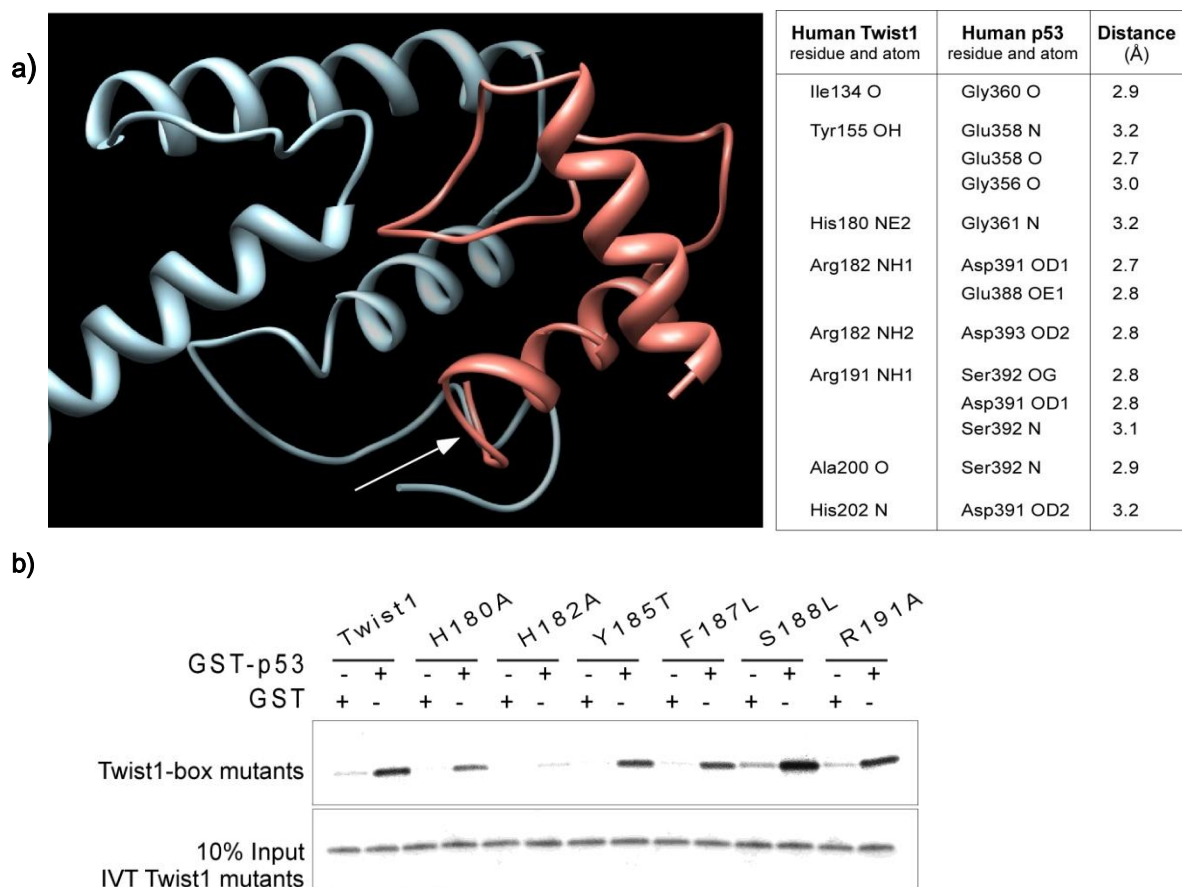 a)
Human Twist1 Human p53 Distance
residue and atom residue and atom (Å)
Ile134 O Gly360 O 2.9
Tyr155 OH Glu358 N 3.2
Glu358 O 2.7
Gly356 O 3.0
His180 NE2 Gly361 N 3.2
Arg182 NH1 Asp391 OD1 2.7
Glu388 OE1 2.8
Arg182 NH2 Asp393 OD2 2.8
Arg191 NH1 Ser392 OG 2.8
Asp391 OD1 2.8
Ser392 N 3.1
Ala200 O Ser392 N 2.9
His202 N Asp391 OD2 3.2
b)
Twist1 H180A H182A Y185T F187L S188L R191A
GST-p53 - + - + - + - + - + - + - +
GST + - + - + - + - + - + - + -
Twist1-box mutants
10% Input
IVT Twist1 mutants